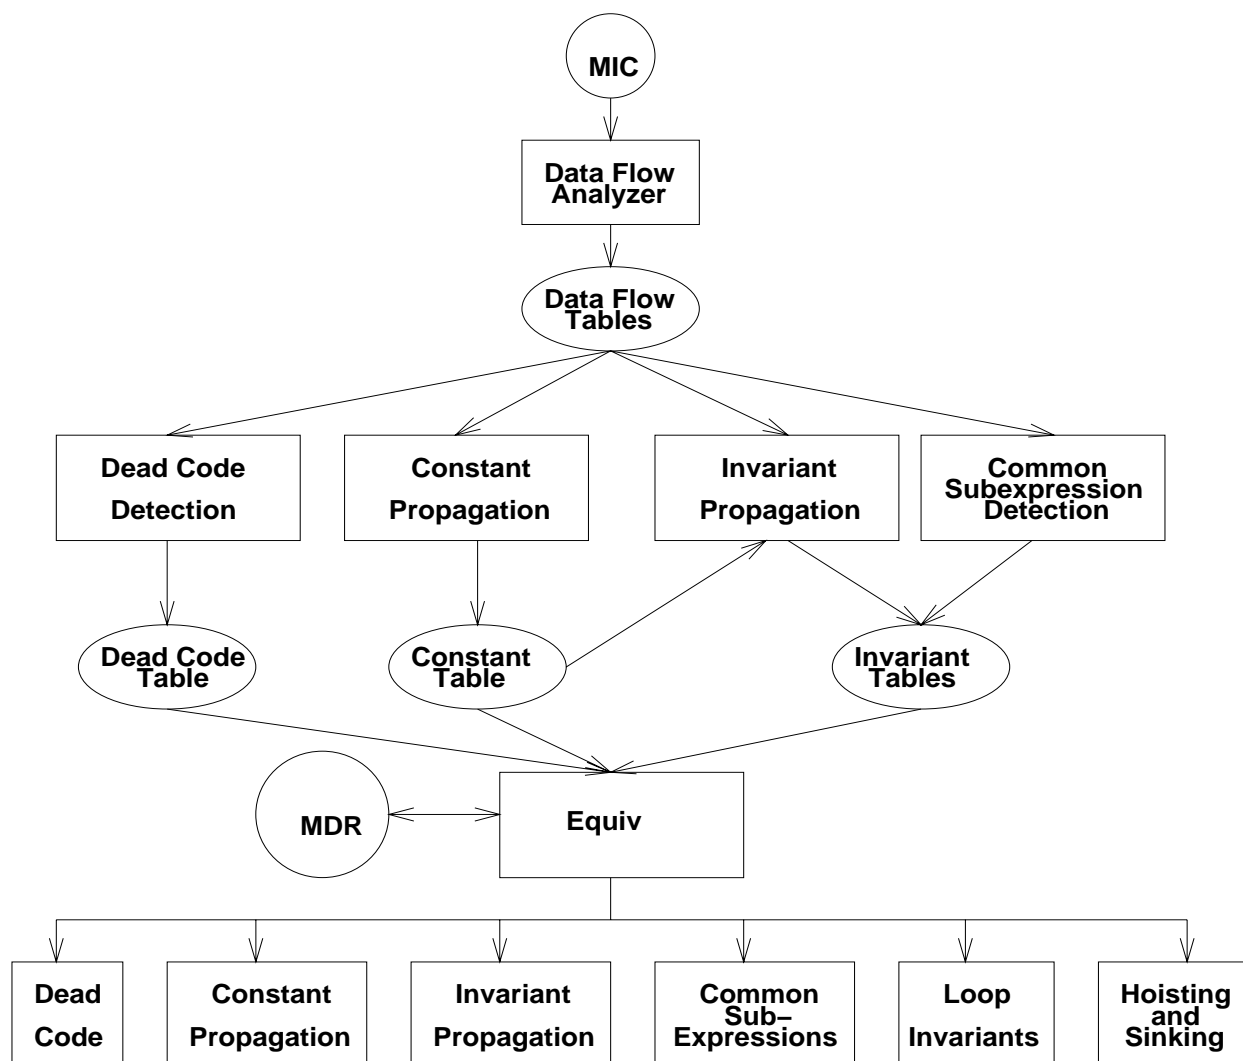 MIC
Data Flow
Analyzer
Data Flow
Tables
Dead Code
Detection
Constant
Propagation
Invariant
Propagation
Common
Subexpression
Detection
Dead Code
Table
Constant
Table
Invariant
Tables
MDR
Equiv
Dead
Code
Constant
Propagation
Invariant
Propagation
Common
Sub–
Expressions
Loop
Invariants
Hoisting
and
Sinking